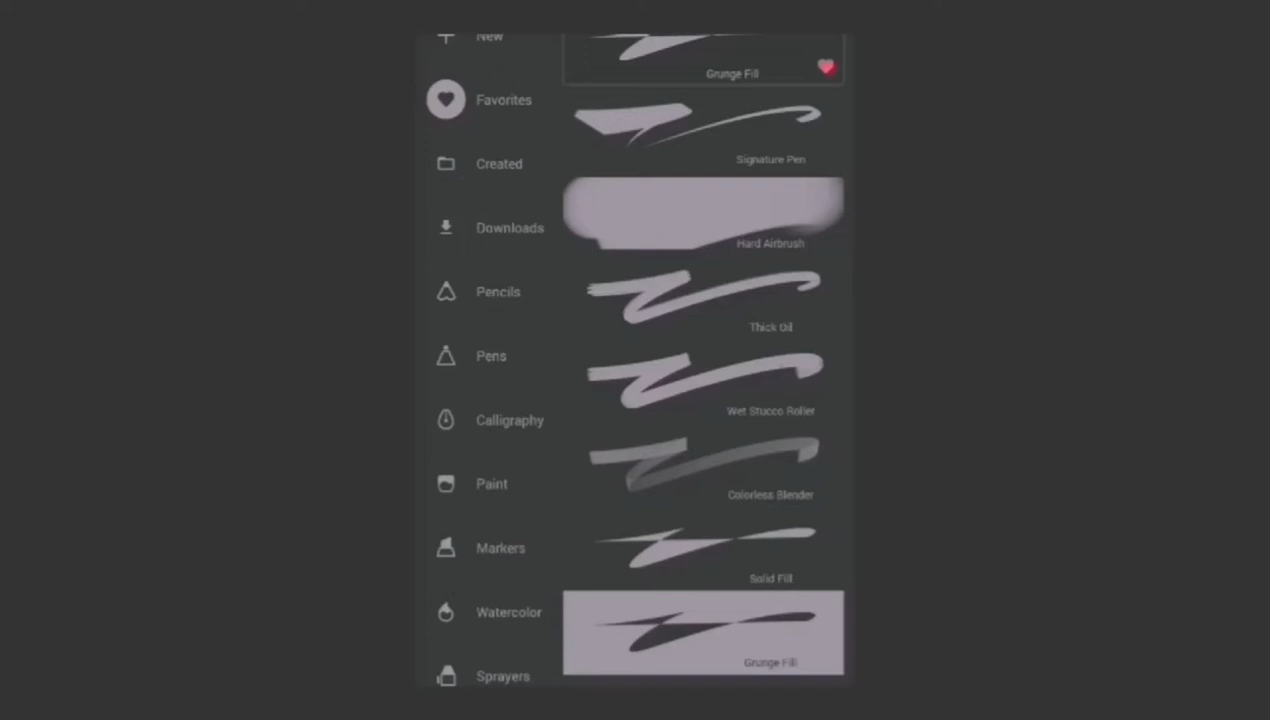 New
Favorites
Created
Downloads
Pencils
Pens
Calligraphy
Paint
Markers
Watercolor
Sprayers
Grunge Fill
Signature Pen
Hard Airbrush
Thick Oil
Wet Stucco Roller
Colorless Blender
Solid Fill
Grunge Fill